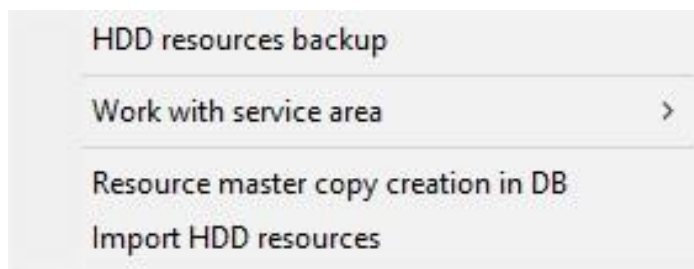 HDD resources backup
Work with service area
Resource master copy creation in DB
Import HDD resources